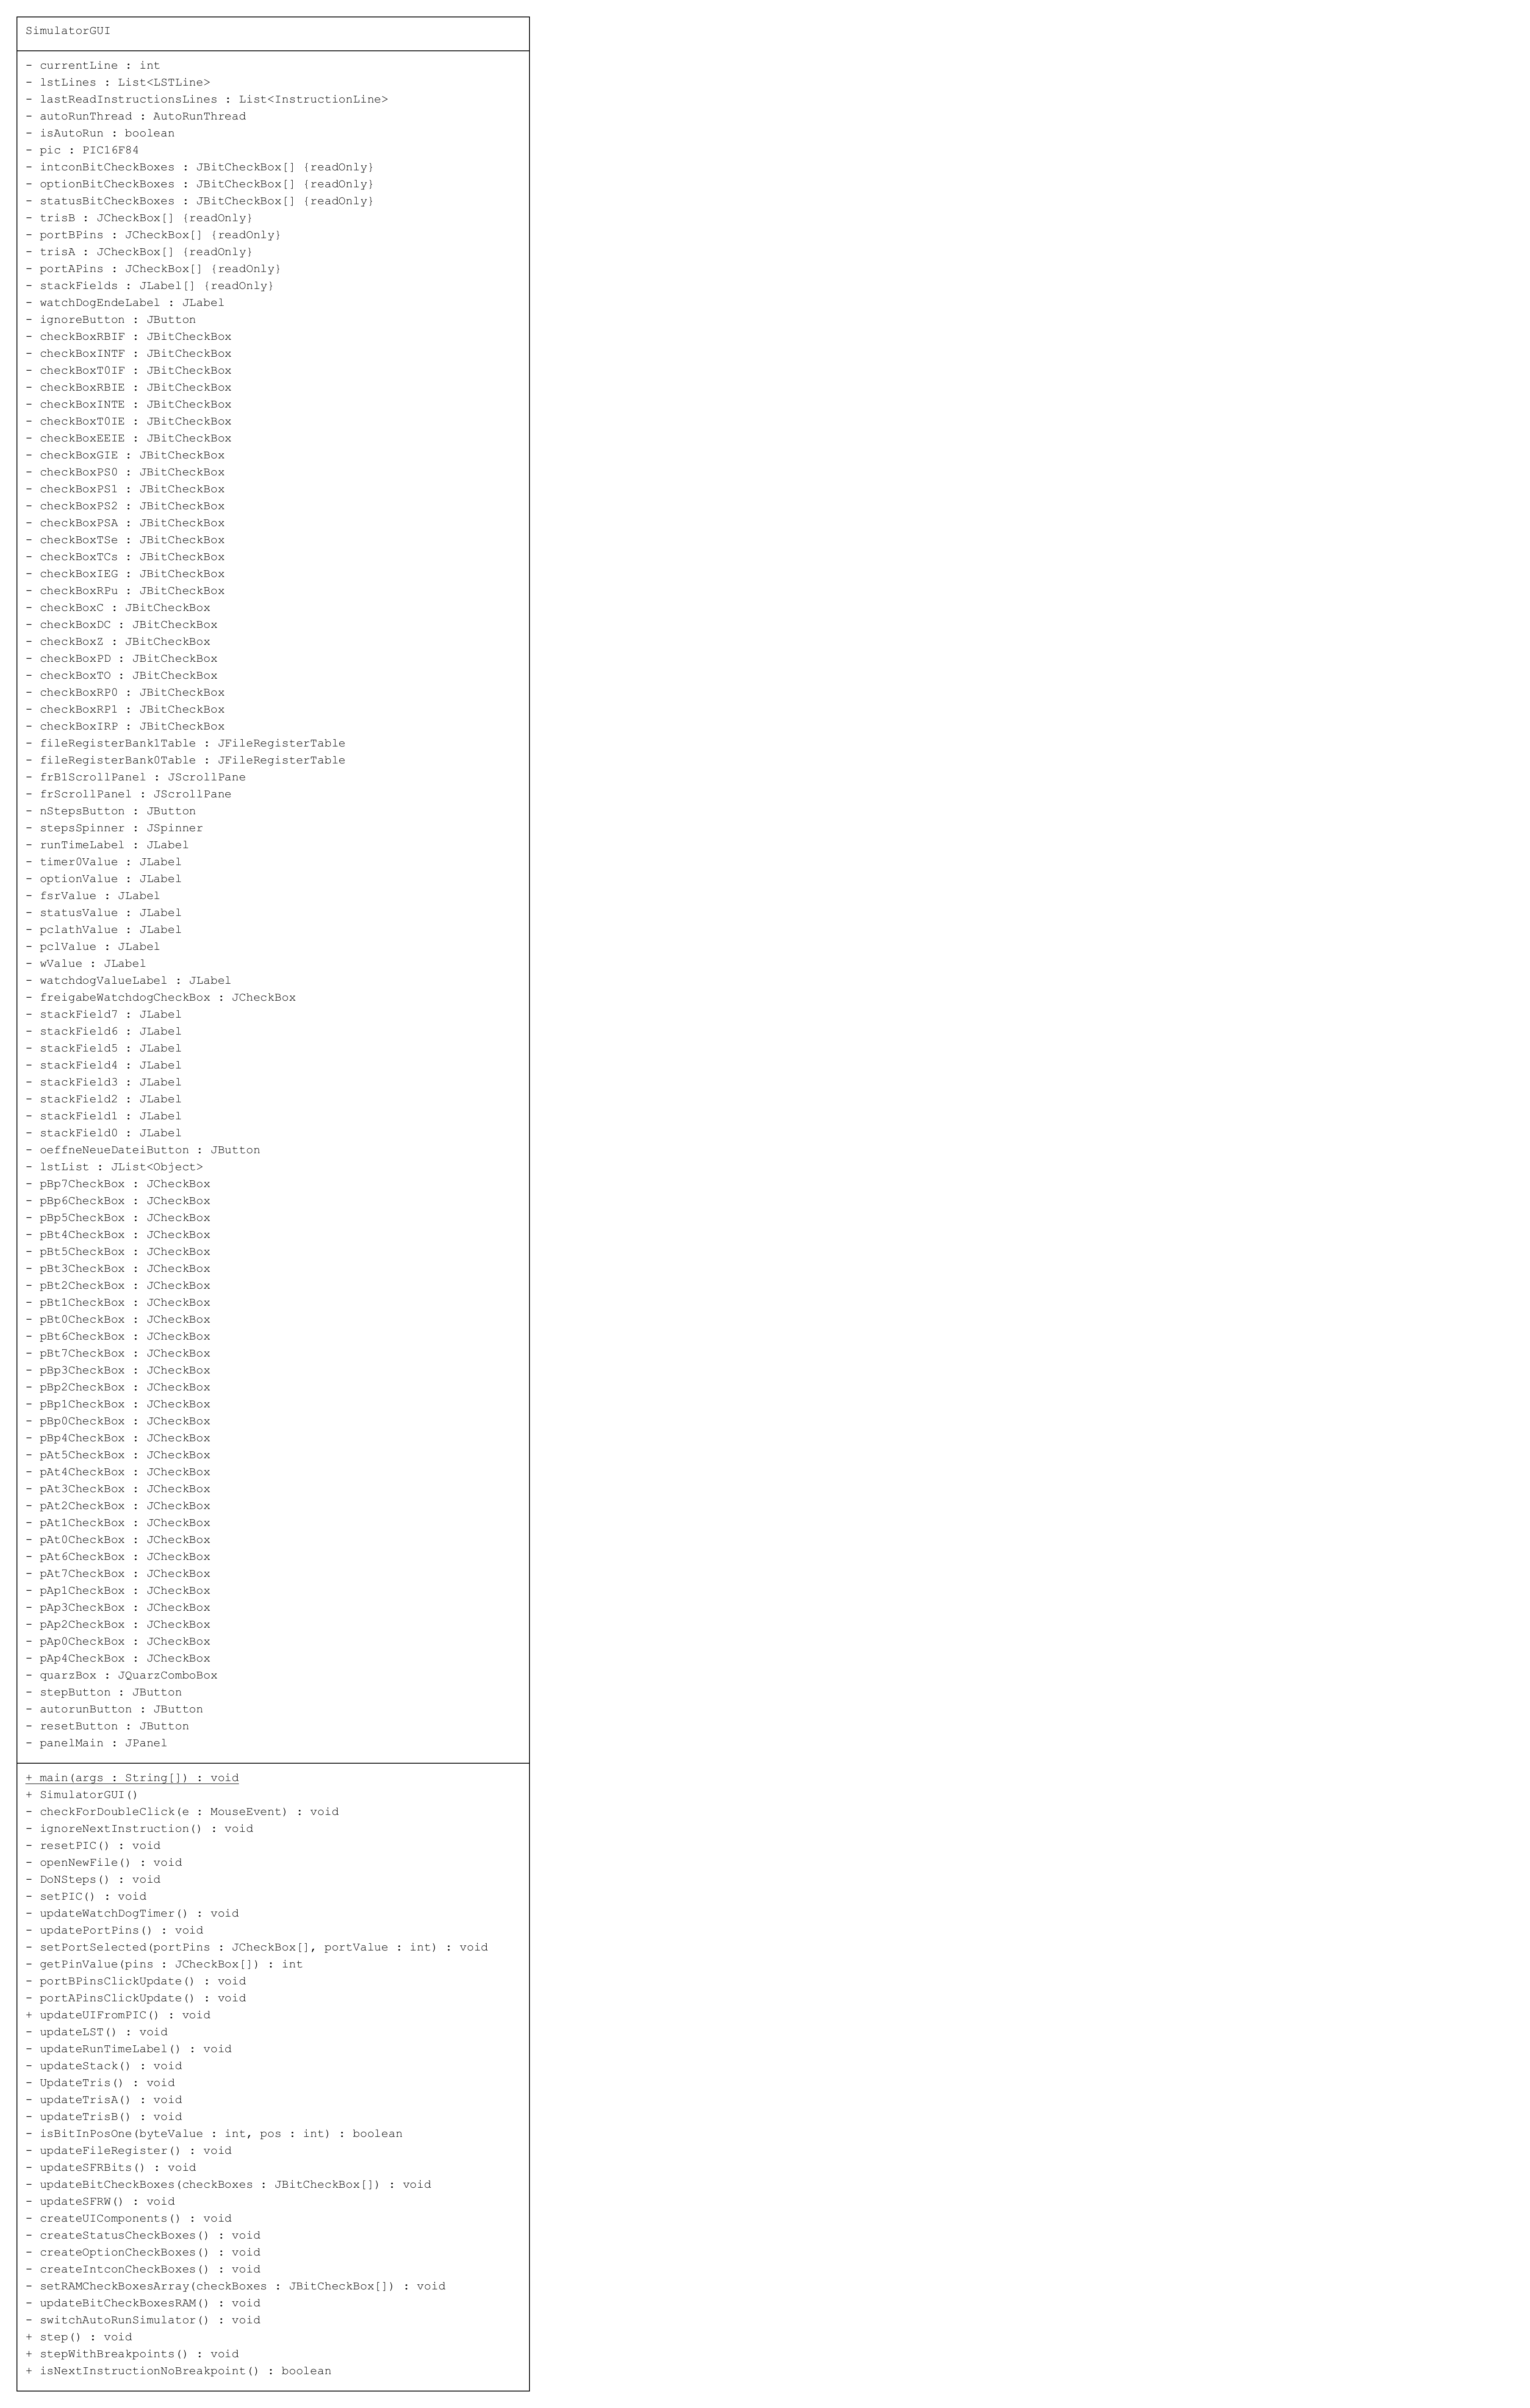 SimulatorGUI
- currentLine : int
- lstLines : List<LSTLine>
- lastReadInstructionsLines : List<InstructionLine>
- autoRunThread : AutoRunThread
- isAutoRun : boolean
- pic : PIC16F84
- intconBitCheckBoxes : JBitCheckBox[] {readOnly}
- optionBitCheckBoxes : JBitCheckBox[] {readOnly}
- statusBitCheckBoxes : JBitCheckBox[] {readOnly}
- trisB : JCheckBox[] {readOnly}
- portBPins : JCheckBox[] {readOnly}
- trisA : JCheckBox[] {readOnly}
- portAPins : JCheckBox[] {readOnly}
- stackFields : JLabel[] {readOnly}
- watchDogEndeLabel : JLabel
- ignoreButton : JButton
- checkBoxRBIF : JBitCheckBox
- checkBoxINTF : JBitCheckBox
- checkBoxT0IF : JBitCheckBox
- checkBoxRBIE : JBitCheckBox
- checkBoxINTE : JBitCheckBox
- checkBoxT0IE : JBitCheckBox
- checkBoxEEIE : JBitCheckBox
- checkBoxGIE : JBitCheckBox
- checkBoxPS0 : JBitCheckBox
- checkBoxPS1 : JBitCheckBox
- checkBoxPS2 : JBitCheckBox
- checkBoxPSA : JBitCheckBox
- checkBoxTSe : JBitCheckBox
- checkBoxTCs : JBitCheckBox
- checkBoxIEG : JBitCheckBox
- checkBoxRPu : JBitCheckBox
- checkBoxC : JBitCheckBox
- checkBoxDC : JBitCheckBox
- checkBoxZ : JBitCheckBox
- checkBoxPD : JBitCheckBox
- checkBoxTO : JBitCheckBox
- checkBoxRP0 : JBitCheckBox
- checkBoxRP1 : JBitCheckBox
- checkBoxIRP : JBitCheckBox
- fileRegisterBank1Table : JFileRegisterTable
- fileRegisterBank0Table : JFileRegisterTable
- frB1ScrollPanel : JScrollPane
- frScrollPanel : JScrollPane
- nStepsButton : JButton
- stepsSpinner : JSpinner
- runTimeLabel : JLabel
- timer0Value : JLabel
- optionValue : JLabel
- fsrValue : JLabel
- statusValue : JLabel
- pclathValue : JLabel
- pclValue : JLabel
- wValue : JLabel
- watchdogValueLabel : JLabel
- freigabeWatchdogCheckBox : JCheckBox
- stackField7 : JLabel
- stackField6 : JLabel
- stackField5 : JLabel
- stackField4 : JLabel
- stackField3 : JLabel
- stackField2 : JLabel
- stackField1 : JLabel
- stackField0 : JLabel
- oeffneNeueDateiButton : JButton
- lstList : JList<Object>
- pBp7CheckBox : JCheckBox
- pBp6CheckBox : JCheckBox
- pBp5CheckBox : JCheckBox
- pBt4CheckBox : JCheckBox
- pBt5CheckBox : JCheckBox
- pBt3CheckBox : JCheckBox
- pBt2CheckBox : JCheckBox
- pBt1CheckBox : JCheckBox
- pBt0CheckBox : JCheckBox
- pBt6CheckBox : JCheckBox
- pBt7CheckBox : JCheckBox
- pBp3CheckBox : JCheckBox
- pBp2CheckBox : JCheckBox
- pBp1CheckBox : JCheckBox
- pBp0CheckBox : JCheckBox
- pBp4CheckBox : JCheckBox
- pAt5CheckBox : JCheckBox
- pAt4CheckBox : JCheckBox
- pAt3CheckBox : JCheckBox
- pAt2CheckBox : JCheckBox
- pAt1CheckBox : JCheckBox
- pAt0CheckBox : JCheckBox
- pAt6CheckBox : JCheckBox
- pAt7CheckBox : JCheckBox
- pAp1CheckBox : JCheckBox
- pAp3CheckBox : JCheckBox
- pAp2CheckBox : JCheckBox
- pAp0CheckBox : JCheckBox
- pAp4CheckBox : JCheckBox
- quarzBox : JQuarzComboBox
- stepButton : JButton
- autorunButton : JButton
- resetButton : JButton
- panelMain : JPanel
+ main(args : String[]) : void
+ SimulatorGUI()
- checkForDoubleClick(e : MouseEvent) : void
- ignoreNextInstruction() : void
- resetPIC() : void
- openNewFile() : void
- DoNSteps() : void
- setPIC() : void
- updateWatchDogTimer() : void
- updatePortPins() : void
- setPortSelected(portPins : JCheckBox[], portValue : int) : void
- getPinValue(pins : JCheckBox[]) : int
- portBPinsClickUpdate() : void
- portAPinsClickUpdate() : void
+ updateUIFromPIC() : void
- updateLST() : void
- updateRunTimeLabel() : void
- updateStack() : void
- UpdateTris() : void
- updateTrisA() : void
- updateTrisB() : void
- isBitInPosOne(byteValue : int, pos : int) : boolean
- updateFileRegister() : void
- updateSFRBits() : void
- updateBitCheckBoxes(checkBoxes : JBitCheckBox[]) : void
- updateSFRW() : void
- createUIComponents() : void
- createStatusCheckBoxes() : void
- createOptionCheckBoxes() : void
- createIntconCheckBoxes() : void
- setRAMCheckBoxesArray(checkBoxes : JBitCheckBox[]) : void
- updateBitCheckBoxesRAM() : void
- switchAutoRunSimulator() : void
+ step() : void
+ stepWithBreakpoints() : void
+ isNextInstructionNoBreakpoint() : boolean